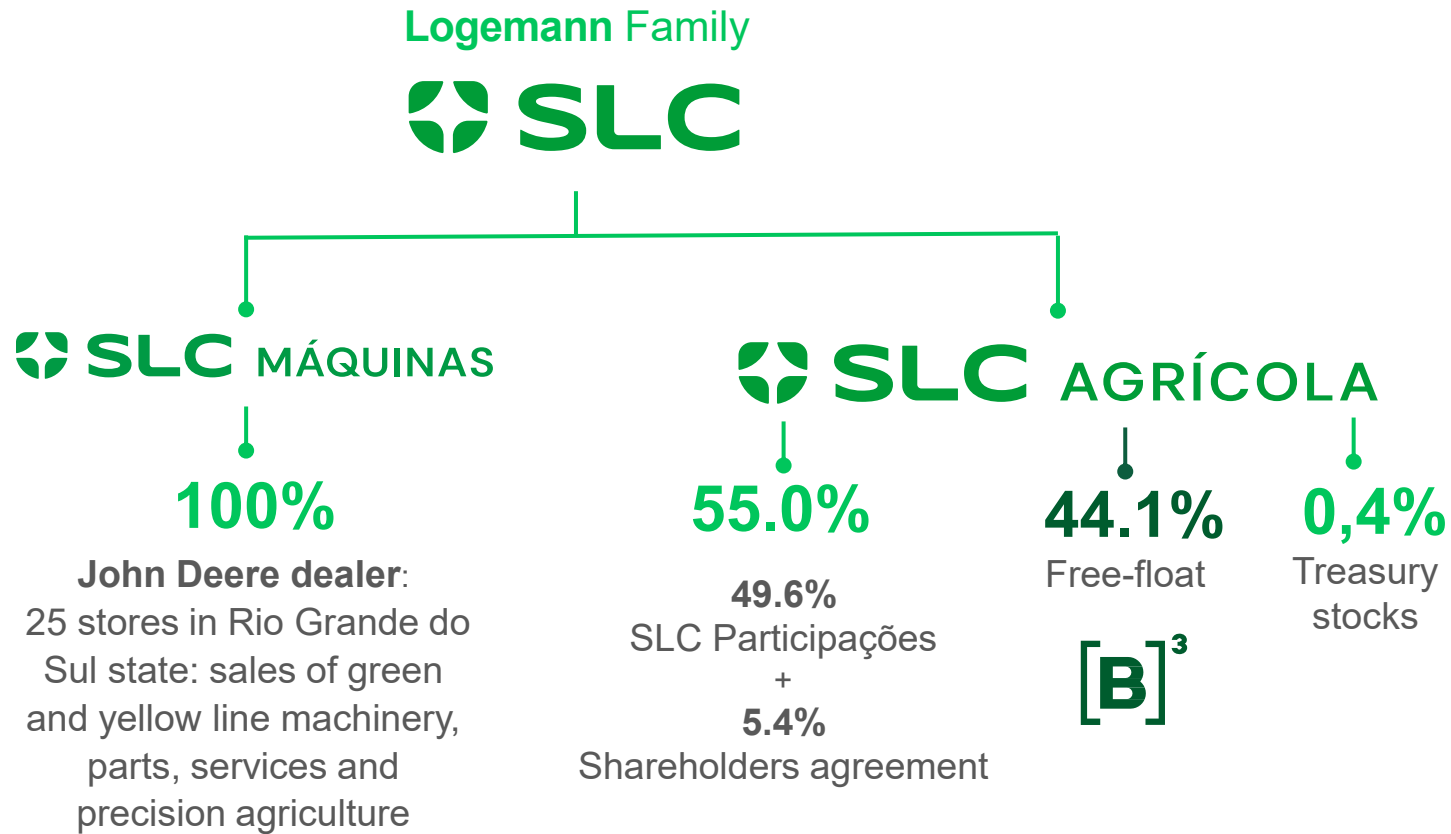 Logemann Family
SLC
SLC MÁQUINAS
SLC AGRÍCOLA
100%
John Deere dealer:
25 stores in Rio Grande do
Sul state: sales of green
and yellow line machinery,
parts, services and
precision agriculture
55.0%
49.6%
SLC Participações
+
5.4%
Shareholders agreement
44.1%
Free-float
[B]³
0,4%
Treasury
stocks